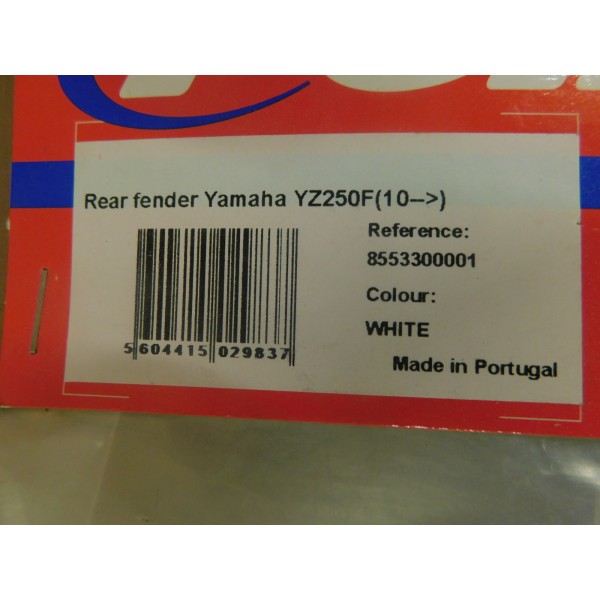 Rear fender Yamaha YZ250F(10-->)
Reference:
8553300001
Colour:
WHITE
5 604415 029837
Made in Portugal